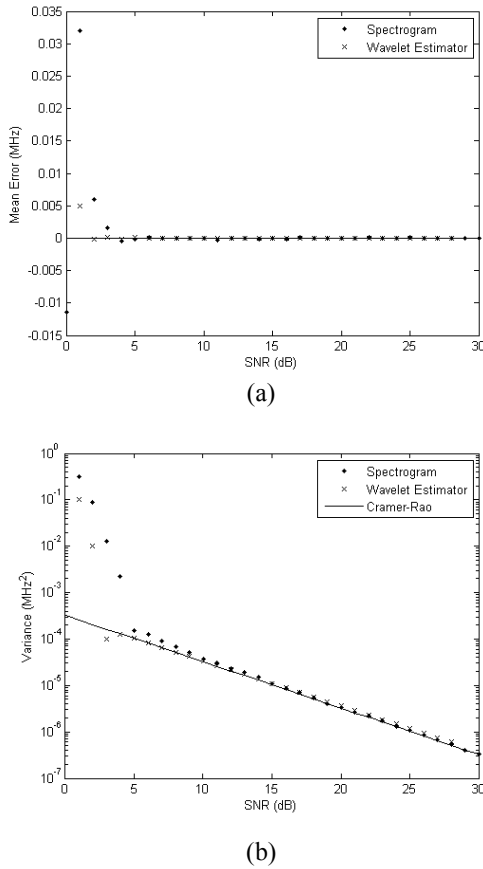 0.035
0.03
0.025
0.02
0.015
0.01
0.005
0
-0.005
-0.01
-0.015
Mean Error (MHz)
Spectrogram
Wavelet Estimator
0 5 10 15 20 25 30
SNR (dB)
(a)
10^0
10^-1
10^-2
10^-3
10^-4
10^-5
10^-6
10^-7
Variance (MHz^2)
Spectrogram
Wavelet Estimator
Cramer-Rao
0 5 10 15 20 25 30
SNR (dB)
(b)